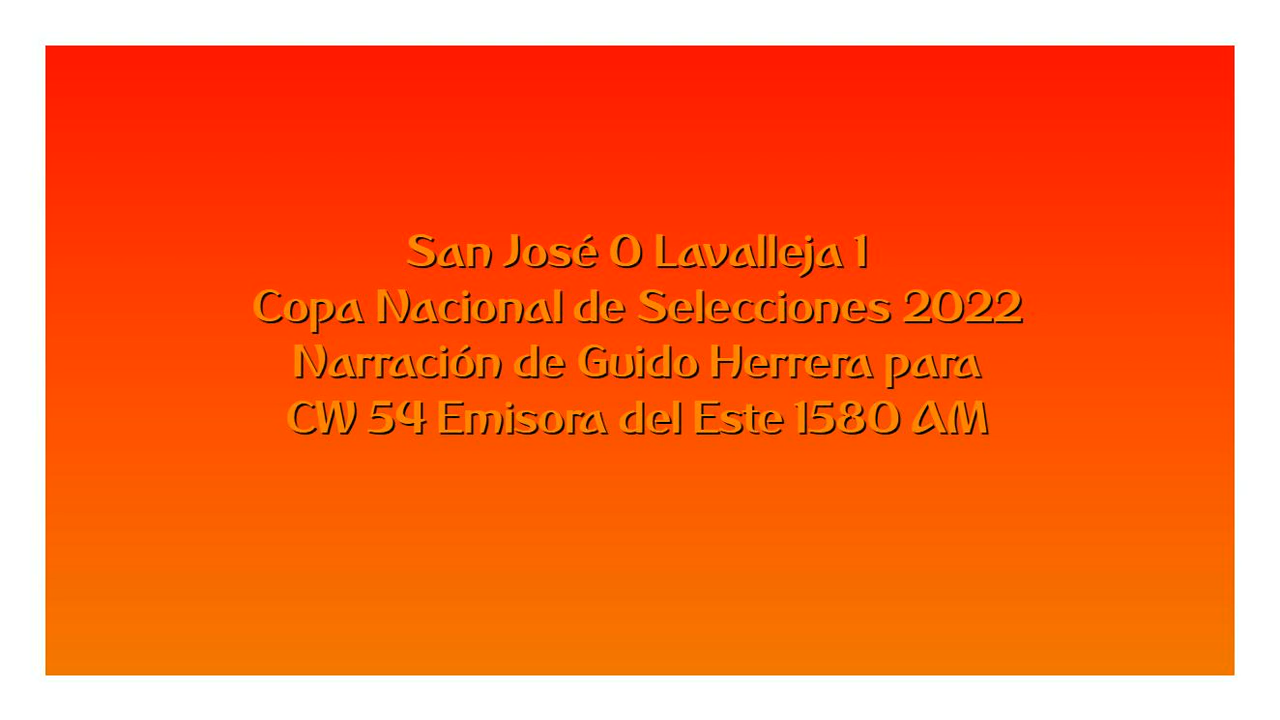 San José 0 Lavalleja 1
Copa Nacional de Selecciones 2022
Narración de Guido Herrera para
CW 54 Emisora del Este 1580 AM